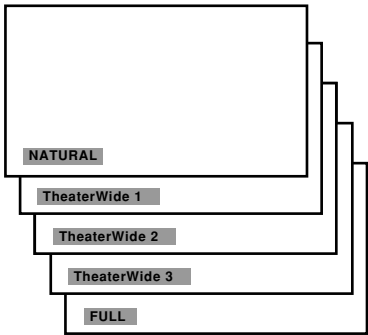 NATURAL
TheaterWide 1
TheaterWide 2
TheaterWide 3
FULL